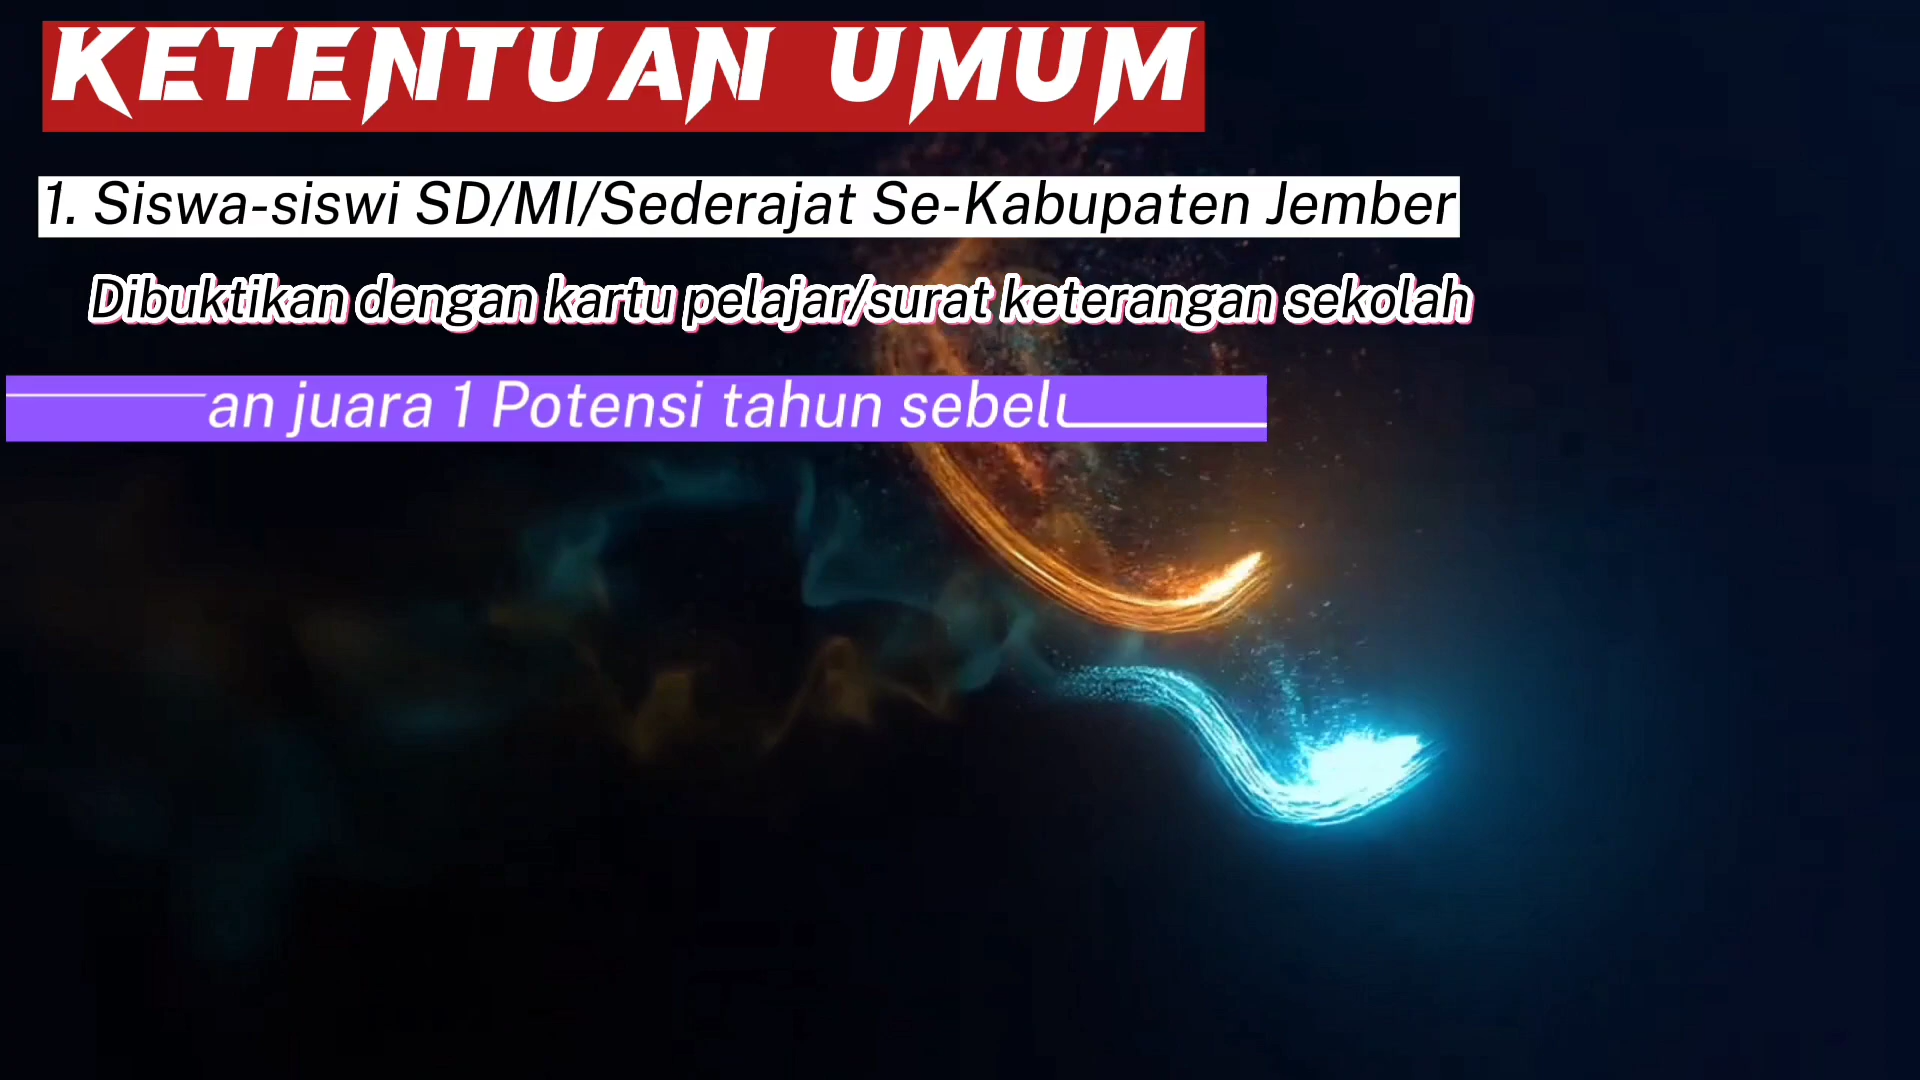 KETENTUAN UMUM
1. Siswa-siswi SD/MI/Sederajat Se-Kabupaten Jember
Dibuktikan dengan kartu pelajar/surat keterangan sekolah
juara 1 Potensi tahun